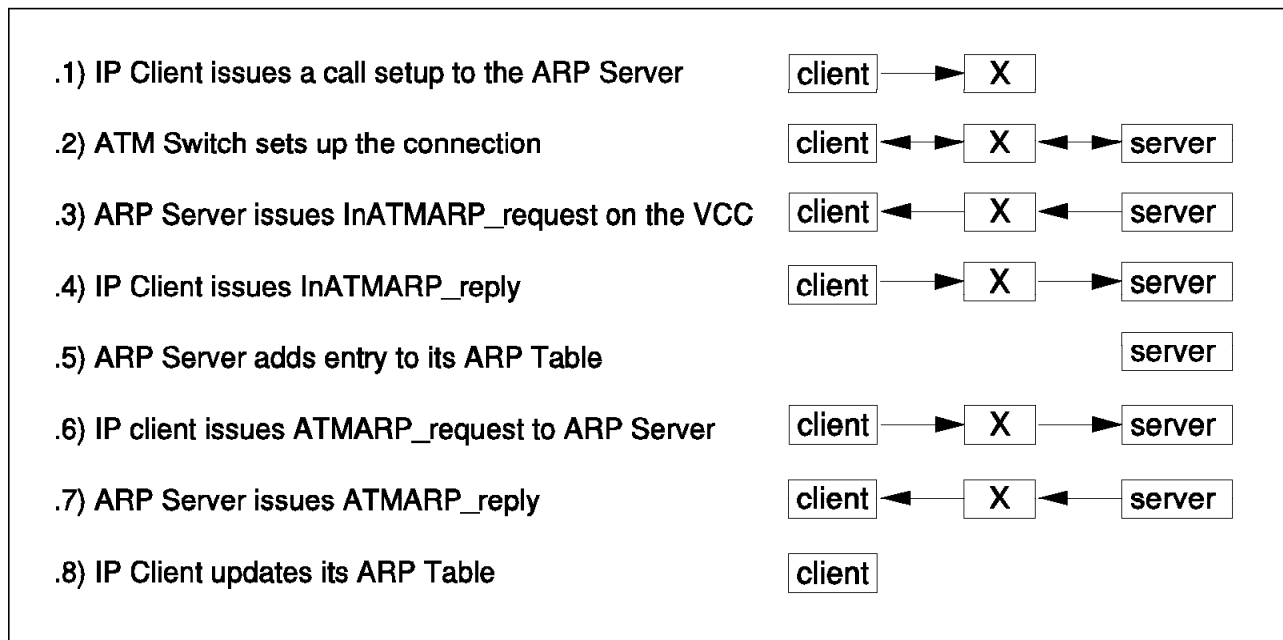 .1) IP Client issues a call setup to the ARP Server client X
.2) ATM Switch sets up the connection client X server
.3) ARP Server issues InATMARP_request on the VCC client X server
.4) IP Client issues InATMARP_reply client X server
.5) ARP Server adds entry to its ARP Table server
.6) IP client issues ATMARP_request to ARP Server client X server
.7) ARP Server issues ATMARP_reply client X server
.8) IP Client updates its ARP Table client